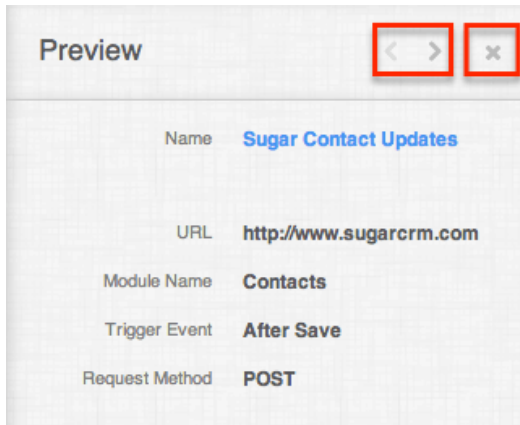 Preview
Name Sugar Contact Updates
URL http://www.sugarcrm.com
Module Name Contacts
Trigger Event After Save
Request Method POST